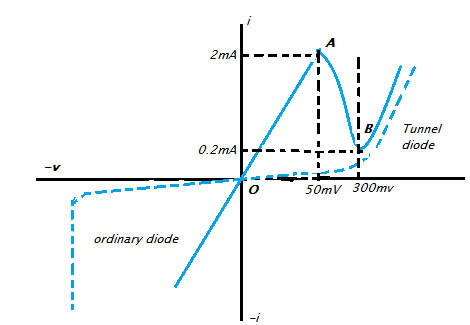 i
2mA
A
0.2mA
B
Tunnel
diode
-v
O
50mV
300mv
ordinary diode
-i